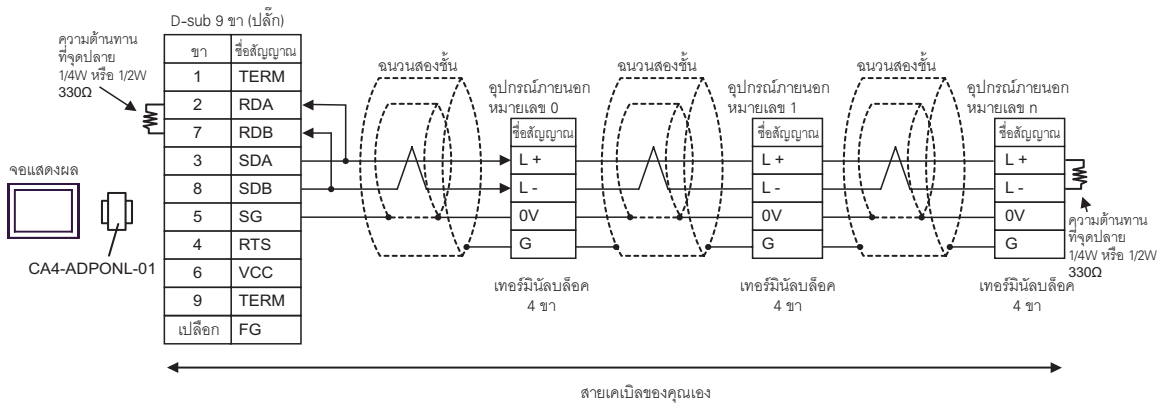 D-sub 9 ขา (ปลั๊ก)
ความต้านทาน
ที่จุดปลาย
1/4W หรือ 1/2W
330Ω
ขา ชื่อสัญญาณ
1 TERM
2 RDA
7 RDB
3 SDA
8 SDB
5 SG
4 RTS
6 VCC
9 TERM
เปลือก FG
จอแสดงผล
CA4-ADPONL-01
ฉนวนสองชั้น
อุปกรณ์ภายนอก
หมายเลข 0
ชื่อสัญญาณ
L +
L -
0V
G
เทอร์มินัลบล็อค
4 ขา
ฉนวนสองชั้น
อุปกรณ์ภายนอก
หมายเลข 1
ชื่อสัญญาณ
L +
L -
0V
G
เทอร์มินัลบล็อค
4 ขา
ฉนวนสองชั้น
อุปกรณ์ภายนอก
หมายเลข n
ชื่อสัญญาณ
L +
L -
0V
G
เทอร์มินัลบล็อค
4 ขา
ความต้านทาน
ที่จุดปลาย
1/4W หรือ 1/2W
330Ω
สายเคเบิลของคุณเอง